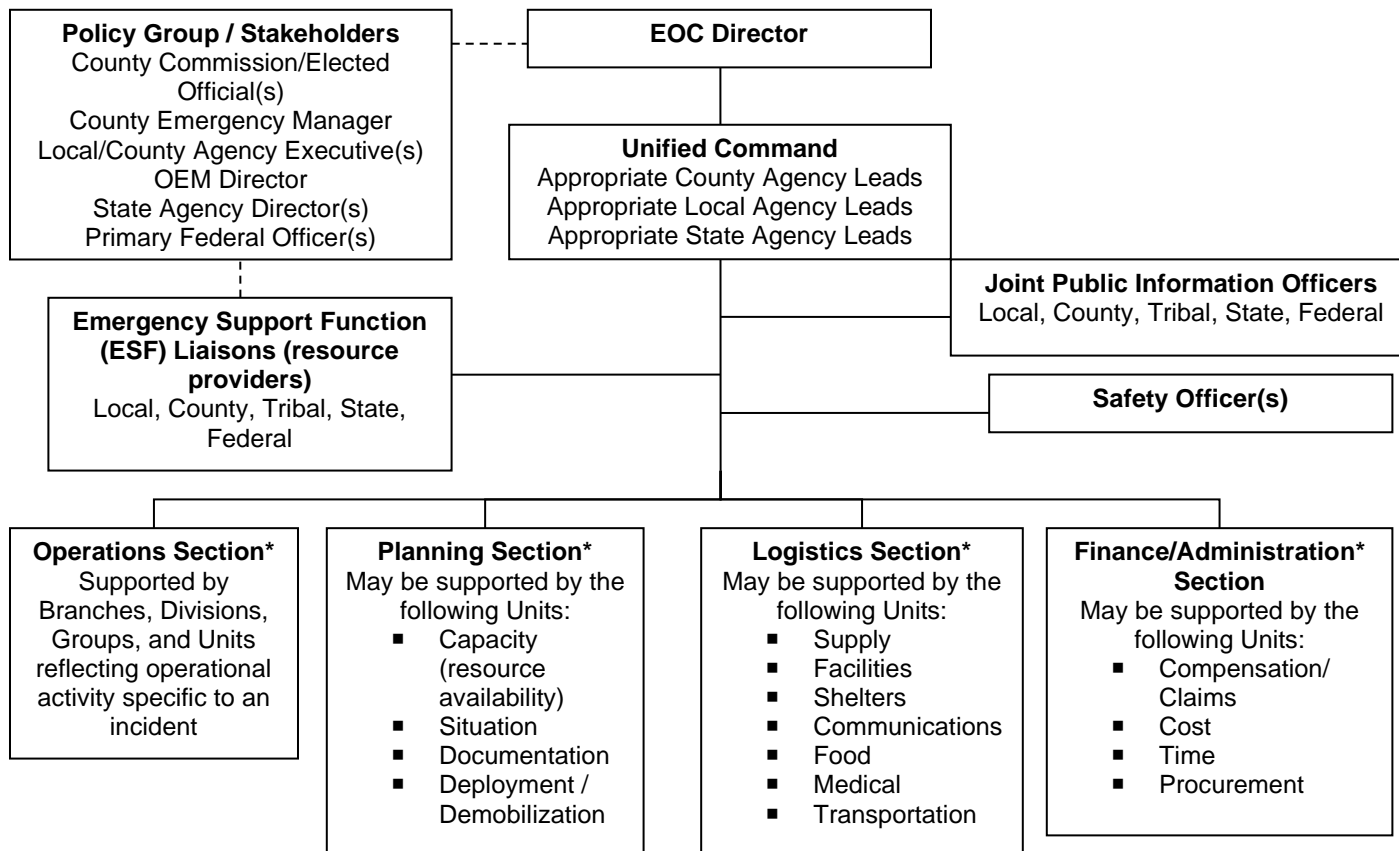 Policy Group / Stakeholders
County Commission/Elected
Official(s)
County Emergency Manager
Local/County Agency Executive(s)
OEM Director
State Agency Director(s)
Primary Federal Officer(s)
EOC Director
Unified Command
Appropriate County Agency Leads
Appropriate Local Agency Leads
Appropriate State Agency Leads
Joint Public Information Officers
Local, County, Tribal, State, Federal
Emergency Support Function
(ESF) Liaisons (resource
providers)
Local, County, Tribal, State,
Federal
Safety Officer(s)
Operations Section*
Supported by
Branches, Divisions,
Groups, and Units
reflecting operational
activity specific to an
incident
Planning Section*
May be supported by the
following Units:
▪ Capacity
(resource
availability)
▪ Situation
▪ Documentation
▪ Deployment /
Demobilization
Logistics Section*
May be supported by the
following Units:
▪ Supply
▪ Facilities
▪ Shelters
▪ Communications
▪ Food
▪ Medical
▪ Transportation
Finance/Administration*
Section
May be supported by the
following Units:
▪ Compensation/
Claims
▪ Cost
▪ Time
▪ Procurement